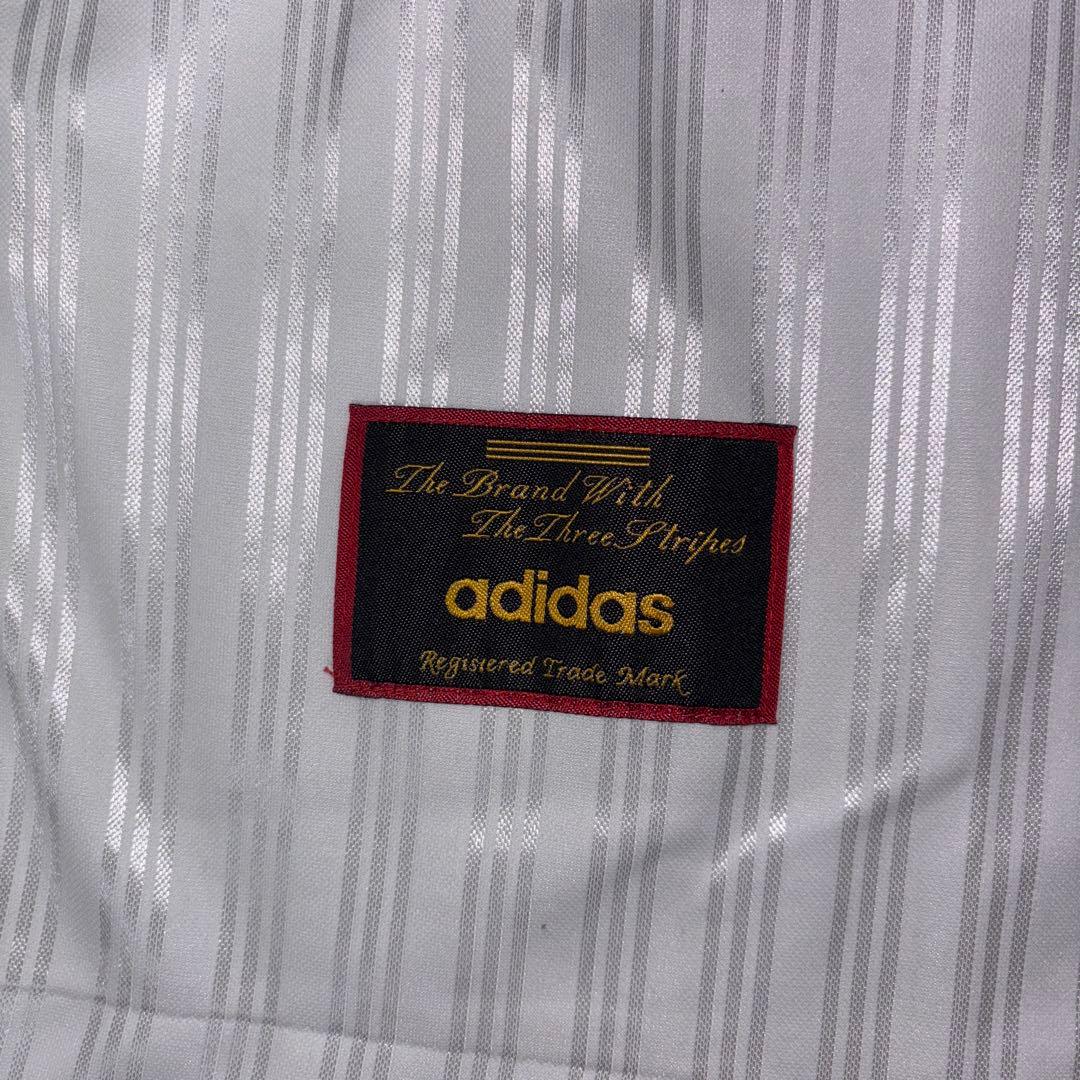 The Brand With
The Three Stripes
adidas
Registered Trade Mark